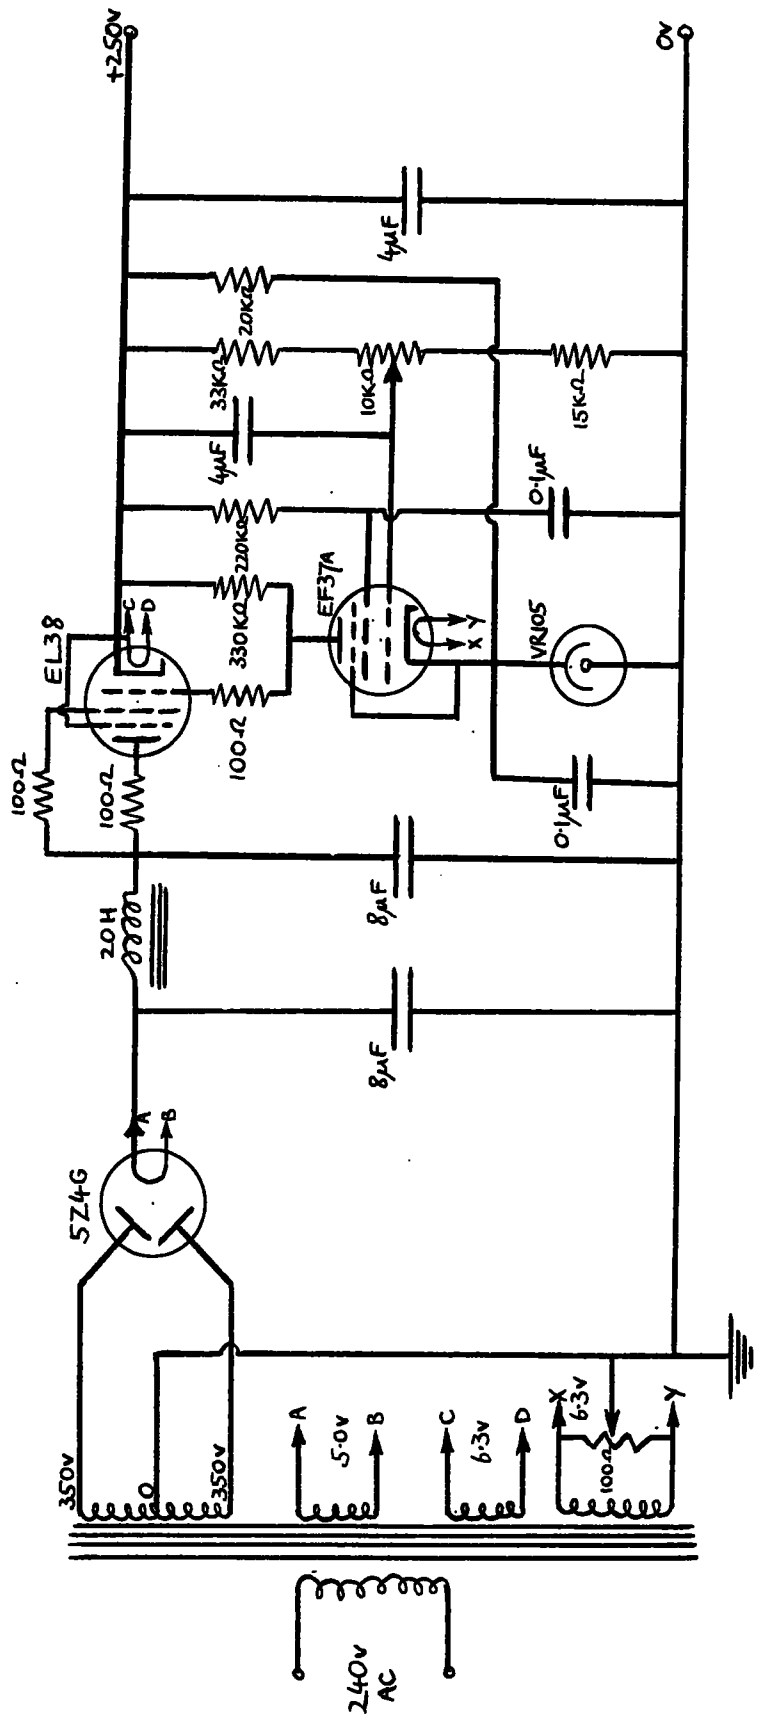 240v
AC
350v
0
350v
A
5.0v
B
C
6.3v
D
X
6.3v
100Ω
Y
5Z4G
A
B
20H
8μF
8μF
100Ω
100Ω
EL38
C
D
100Ω
330KΩ
220KΩ
4μF
33KΩ
20KΩ
10KΩ
15KΩ
EF37A
X
Y
VR105
0.1μF
0.1μF
4μF
+250v
0v